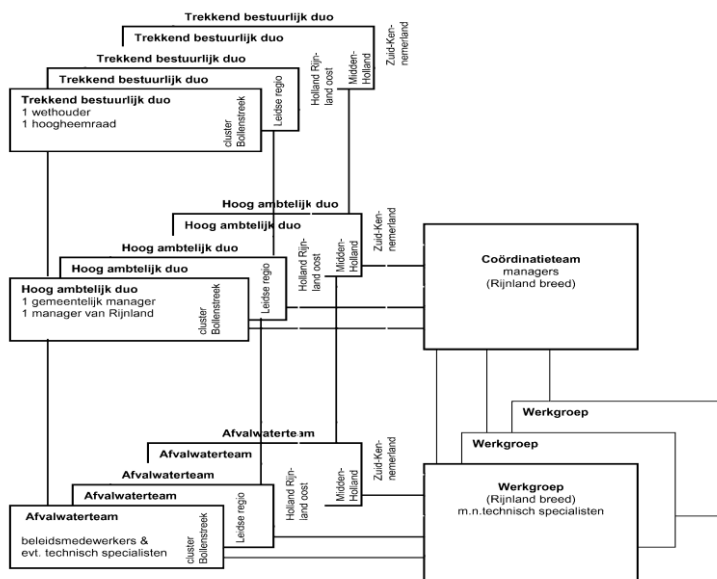 Trekkend bestuurlijk duo
Trekkend bestuurlijk duo
Trekkend bestuurlijk duo
Trekkend bestuurlijk duo
Trekkend bestuurlijk duo
1 wethouder
1 hoogheemraad
cluster
Bollenstreek
Leidse regio
Holland Rijn-
land oost
Midden-
Holland
Zuid-Ken-
nemerland
Hoog ambtelijk duo
Hoog ambtelijk duo
Hoog ambtelijk duo
Hoog ambtelijk duo
Hoog ambtelijk duo
1 gemeentelijk manager
1 manager van Rijnland
cluster
Bollenstreek
Leidse regio
Holland Rijn-
land oost
Midden-
Holland
Zuid-Ken-
nemerland
Coördinatieteam
managers
(Rijnland breed)
Afvalwaterteam
Afvalwaterteam
Afvalwaterteam
Afvalwaterteam
Afvalwaterteam
beleidsmedewerkers &
evt. technisch specialisten
cluster
Bollenstreek
Leidse regio
Holland Rijn-
land oost
Midden-
Holland
Zuid-Ken-
nemerland
Werkgroep
Werkgroep
Werkgroep
(Rijnland breed)
m.n.technisch specialisten